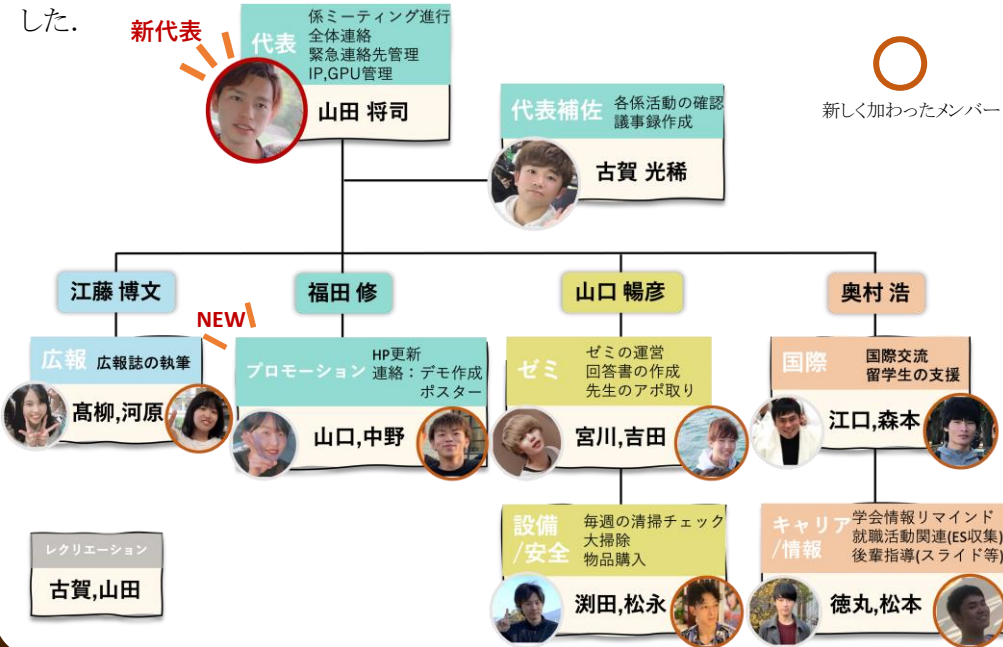 した.
新代表
代表
係ミーティング進行
全体連絡
緊急連絡先管理
IP,GPU管理
山田 将司
新しく加わったメンバー
代表補佐
各係活動の確認
議事録作成
古賀 光稀
江藤 博文
福田 修
山口 暢彦
奥村 浩
NEW
広報 広報誌の執筆
髙柳,河原
プロモーション
HP更新
連絡：デモ作成
ポスター
山口,中野
ゼミ
ゼミの運営
回答書の作成
先生のアポ取り
宮川,吉田
国際
国際交流
留学生の支援
江口,森本
設備
/安全
毎週の清掃チェック
大掃除
物品購入
渕田,松永
キャリア
/情報
学会情報リマインド
就職活動関連(ES収集)
後輩指導(スライド等)
徳丸,松本
レクリエーション
古賀,山田